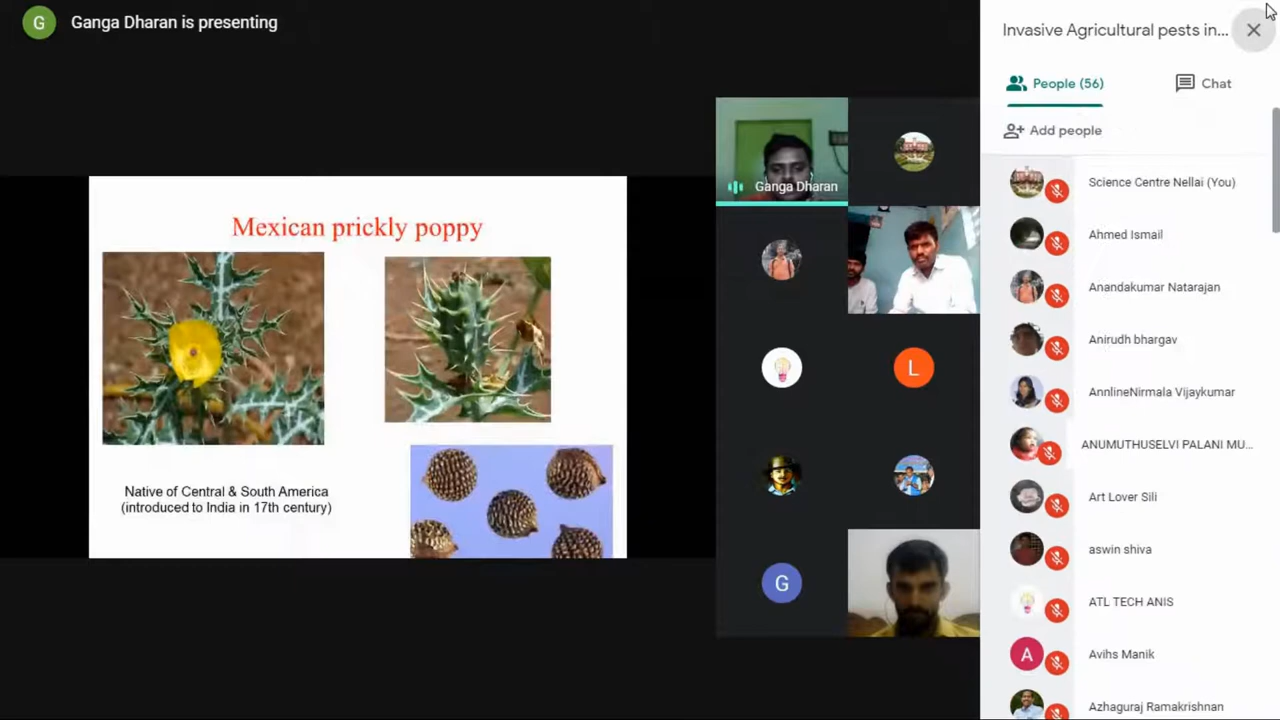 G
Ganga Dharan is presenting
Mexican prickly poppy
Native of Central & South America
(introduced to India in 17th century)
Ganga Dharan
L
G
Invasive Agricultural pests in...
People (56)
Chat
Add people
Science Centre Nellai (You)
Ahmed Ismail
Anandakumar Natarajan
Anirudh bhargav
AnnlineNirmala Vijaykumar
ANUMUTHUSELVI PALANI MU...
Art Lover Sili
aswin shiva
ATL TECH ANIS
A
Avihs Manik
Azhaguraj Ramakrishnan